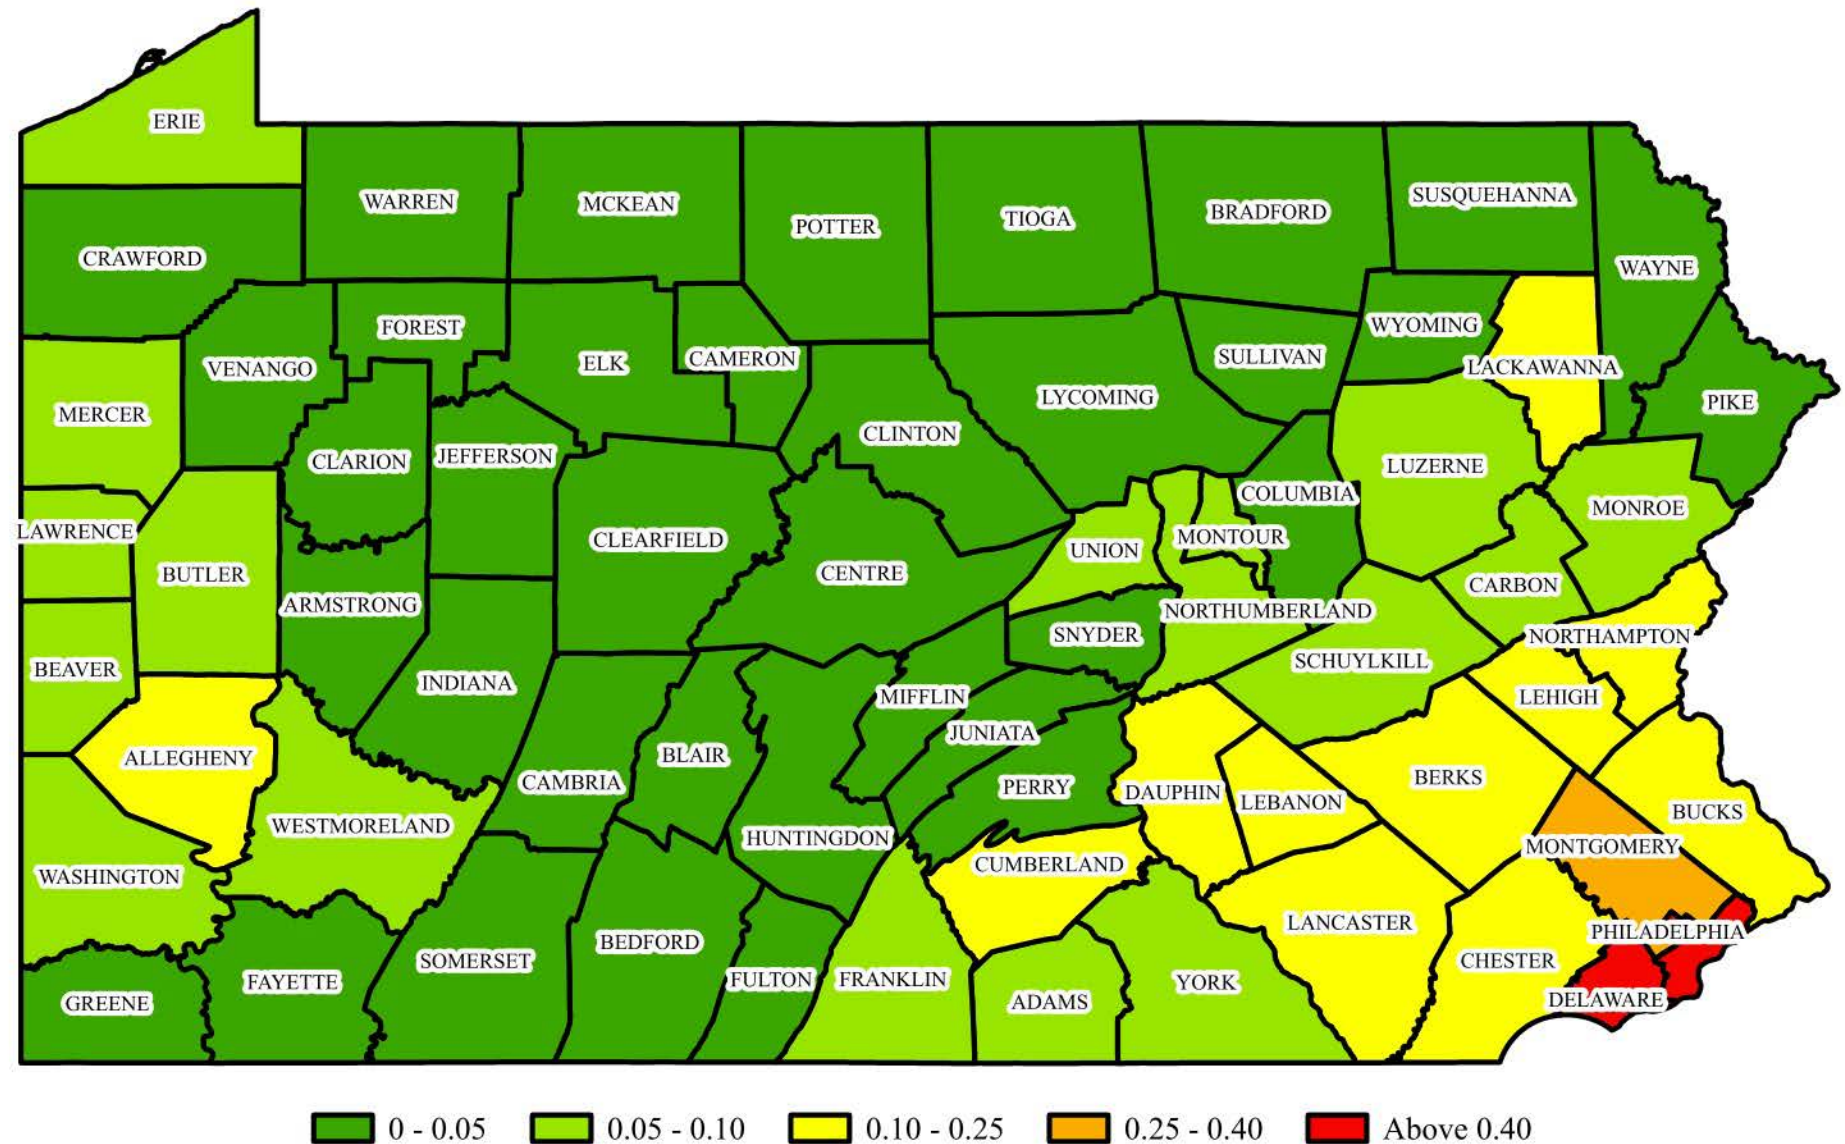 ERIE
WARREN
MCKEAN
POTTER
TIOGA
BRADFORD
SUSQUEHANNA
WAYNE
CRAWFORD
FOREST
VENANGO
ELK
CAMERON
SULLIVAN
WYOMING
LACKAWANNA
PIKE
MERCER
CLARION
JEFFERSON
CLINTON
LYCOMING
COLUMBIA
LUZERNE
MONROE
LAWRENCE
BUTLER
ARMSTRONG
CLEARFIELD
CENTRE
UNION
MONTOUR
CARBON
BEAVER
INDIANA
SNYDER
NORTHUMBERLAND
NORTHAMPTON
SCHUYLKILL
LEHIGH
MIFFLIN
JUNIATA
ALLEGHENY
CAMBRIA
BLAIR
PERRY
DAUPHIN
LEBANON
BERKS
BUCKS
WESTMORELAND
HUNTINGDON
MONTGOMERY
CUMBERLAND
WASHINGTON
LANCASTER
PHILADELPHIA
BEDFORD
SOMERSET
CHESTER
GREENE
FAYETTE
FULTON
FRANKLIN
ADAMS
YORK
DELAWARE
0 - 0.05
0.05 - 0.10
0.10 - 0.25
0.25 - 0.40
Above 0.40